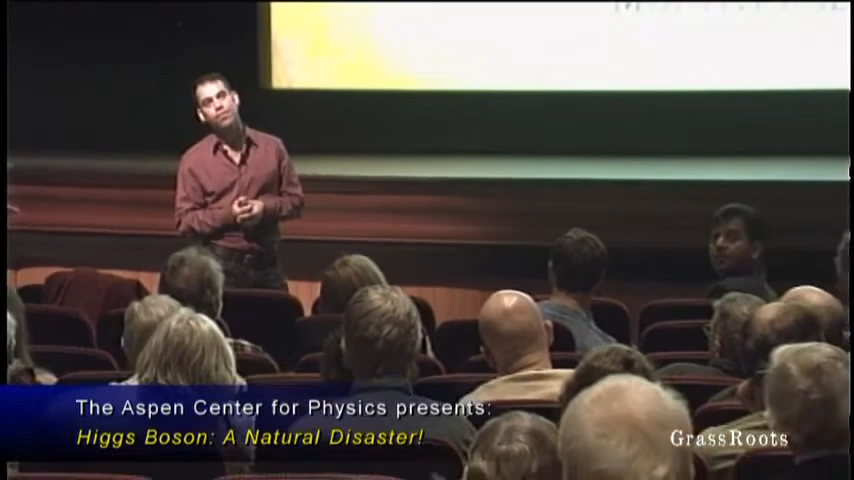 The Aspen Center for Physics presents:
Higgs Boson: A Natural Disaster!
GrassRoots